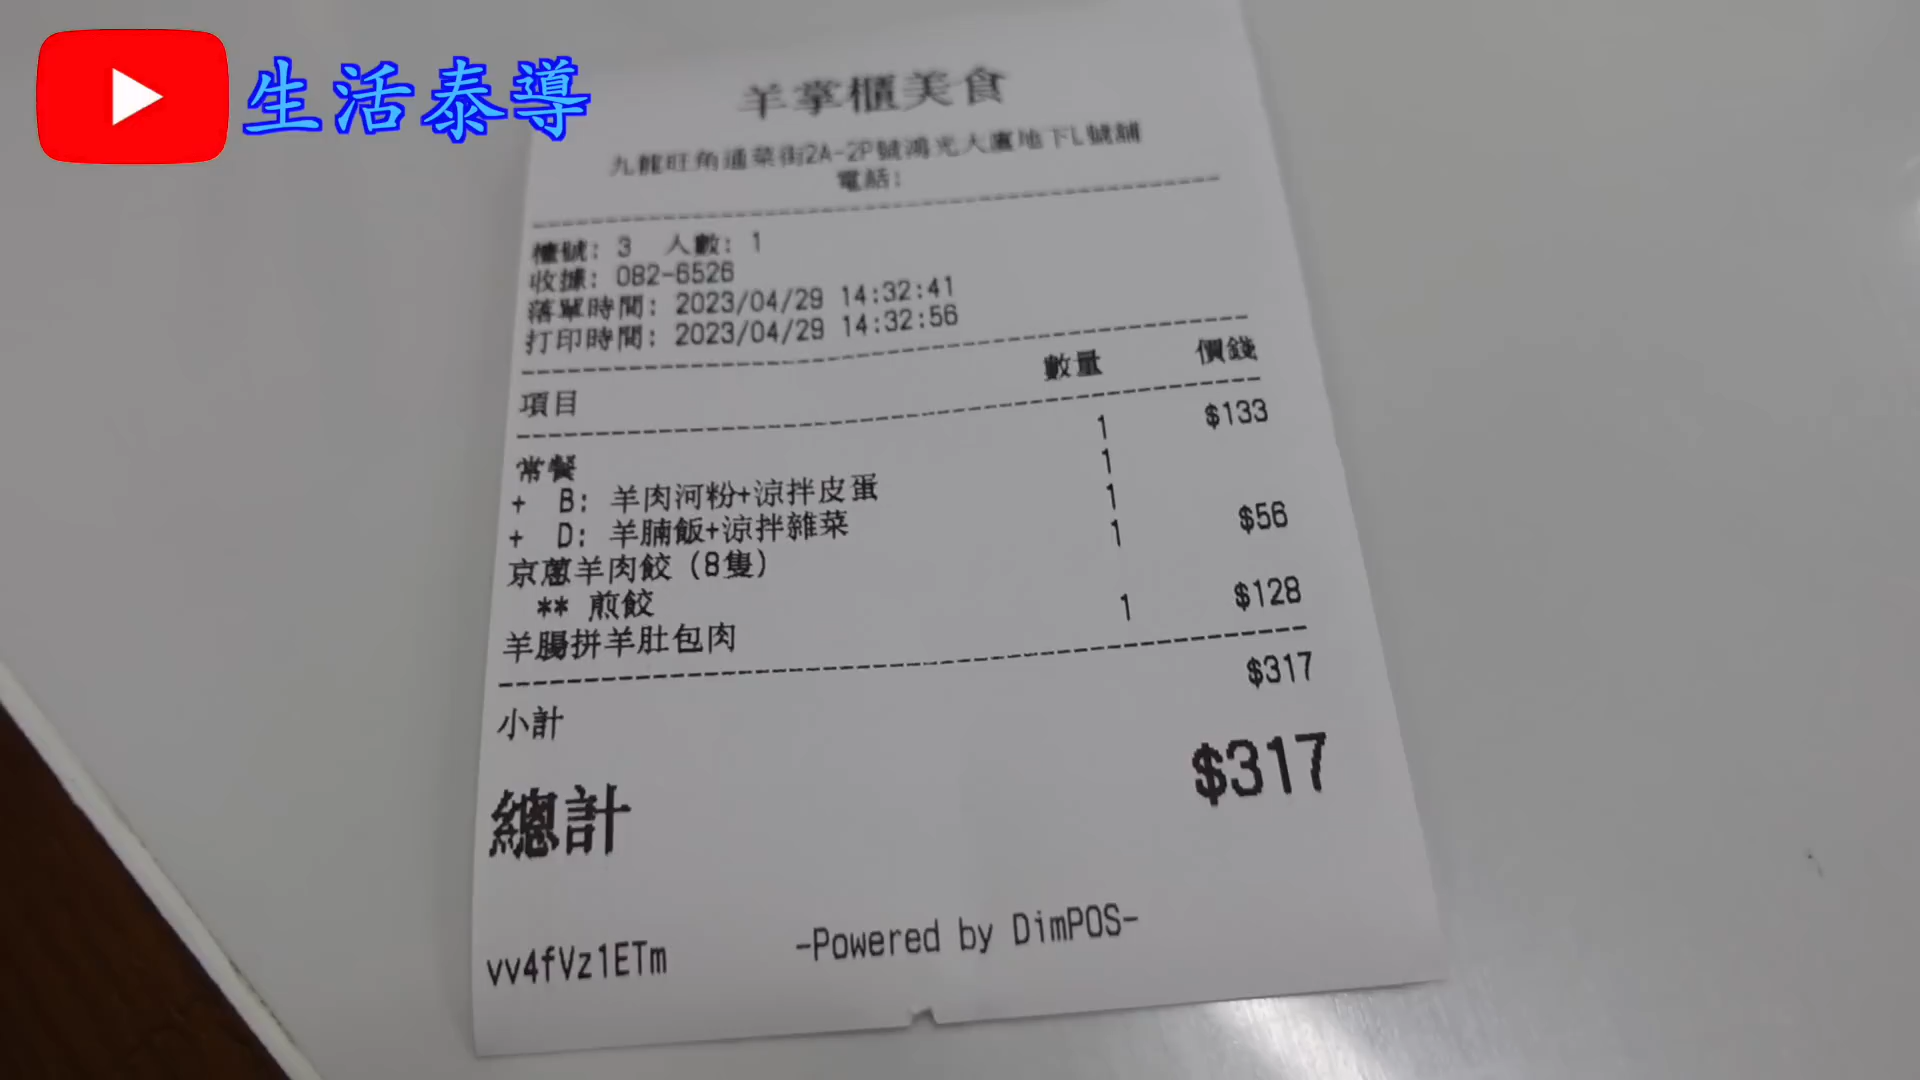 生活泰導
羊掌櫃美食
九龍旺角通菜街2A-2P號鴻光大廈地下L號舖
電話:
檯號: 3 人數: 1
收據: 082-6526
落單時間: 2023/04/29 14:32:41
打印時間: 2023/04/29 14:32:56
項目 數量 價錢
常餐 1 $133
+ B: 羊肉河粉+涼拌皮蛋 1
+ D: 羊腩飯+涼拌雜菜 1
京蔥羊肉餃 (8隻) 1 $56
** 煎餃
羊腸拼羊肚包肉 1 $128
小計 $317
總計 $317
vv4fVz1ETm -Powered by DimPOS-